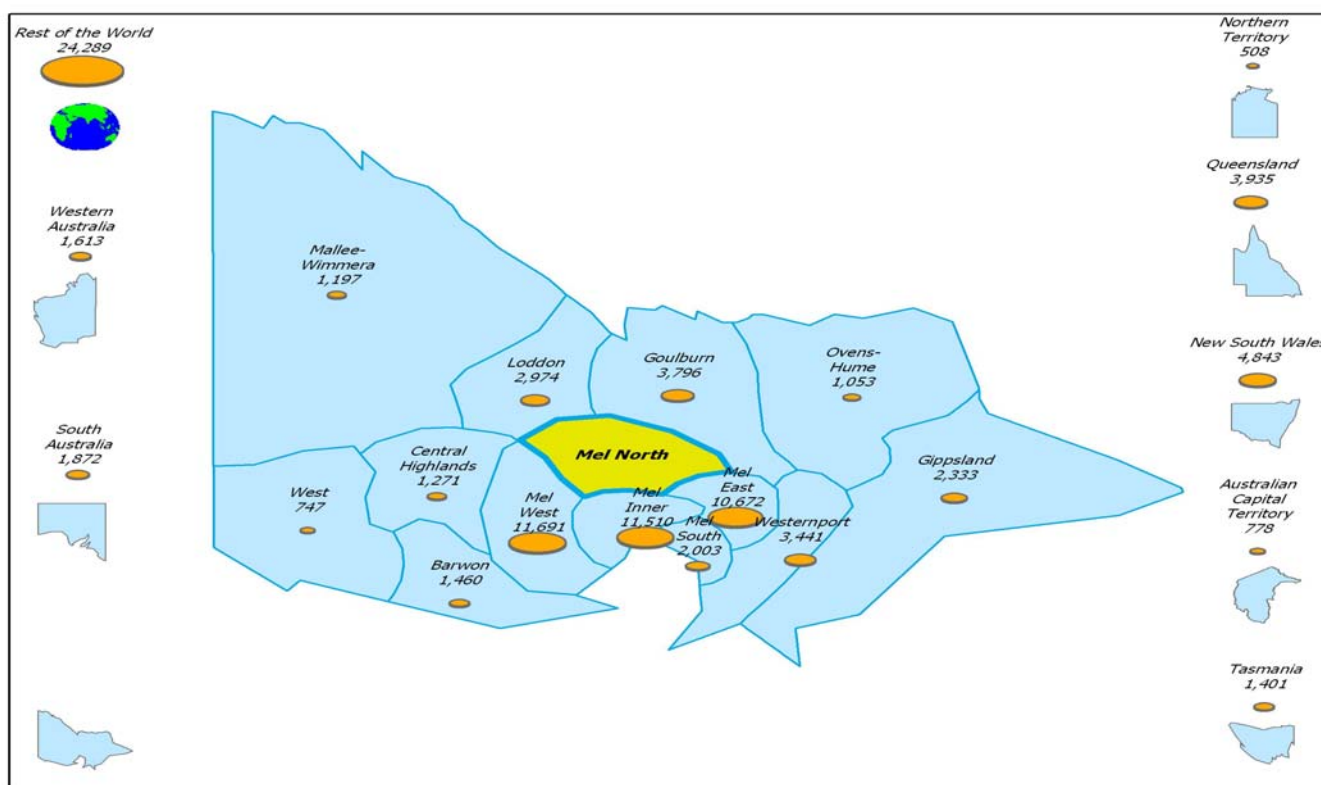 Rest of the World
24,289
Western
Australia
1,613
South
Australia
1,872
Mallee-
Wimmera
1,197
Loddon
2,974
Goulburn
3,796
Ovens-
Hume
1,053
Central
Highlands
1,271
West
747
Mel
West
11,691
Mel North
Mel
Inner
11,510
Mel
East
10,672
Mel
South
2,003
Westernport
3,441
Gippsland
2,333
Barwon
1,460
Northern
Territory
508
Queensland
3,935
New South Wales
4,843
Australian
Capital
Territory
778
Tasmania
1,401